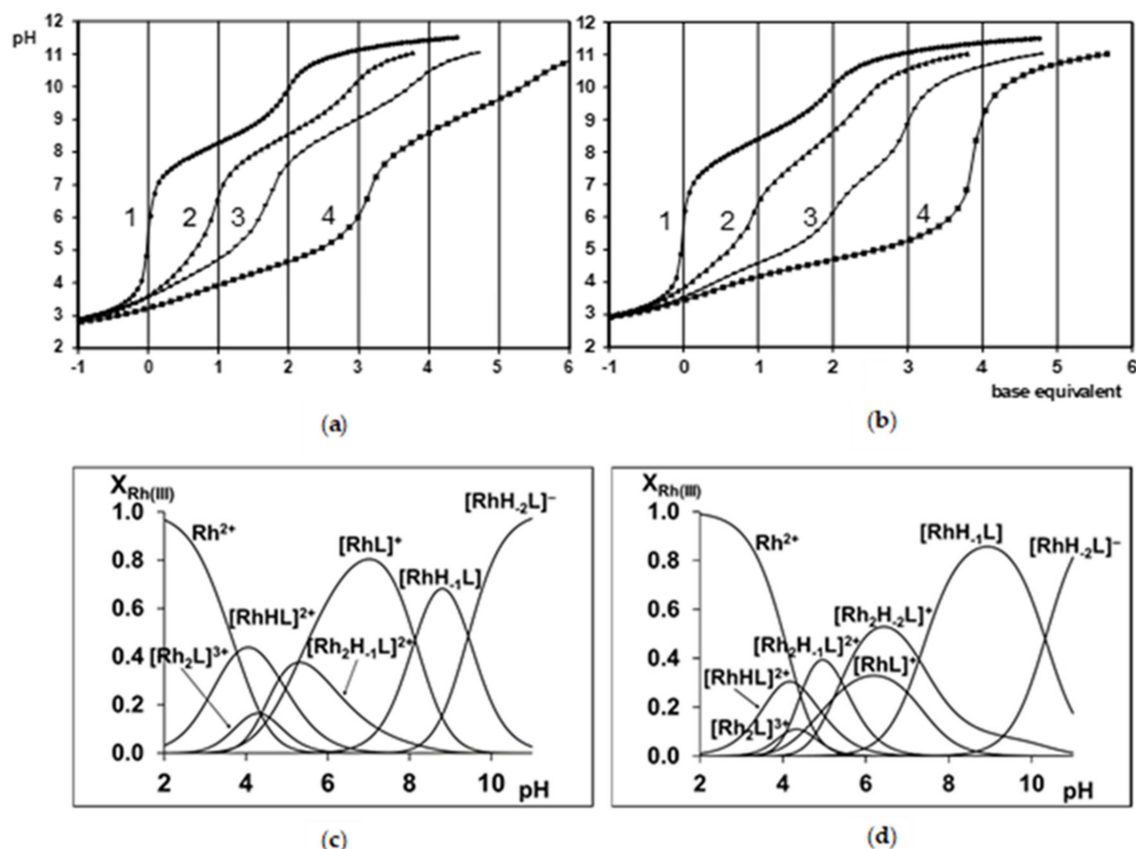 12 12
pH 11 11
10 10
9 9
8 8
7 7
6 1 2 3 4 6 1 2 3 4
5 5
4 4
3 3
2 2
-1 0 1 2 3 4 5 6 -1 0 1 2 3 4 5 6
base equivalent
(a) (b)
X Rh(III)
1.0 Rh2+ [RhH-2L]−
0.8 [RhL]+
[RhH-1L]
0.6 [RhHL]2+
[Rh2H-1L]2+
0.4 [Rh2L]3+
0.2
0.0
2 4 6 8 10 pH
(c)
X Rh(III)
1.0 [RhH-1L]
Rh2+ [RhH-2L]−
0.8
[Rh2H-2L]+
0.6 [Rh2H-1L]2+
[RhL]+
0.4 [RhHL]2+
0.2 [Rh2L]3+
0.0
2 4 6 8 10 pH
(d)